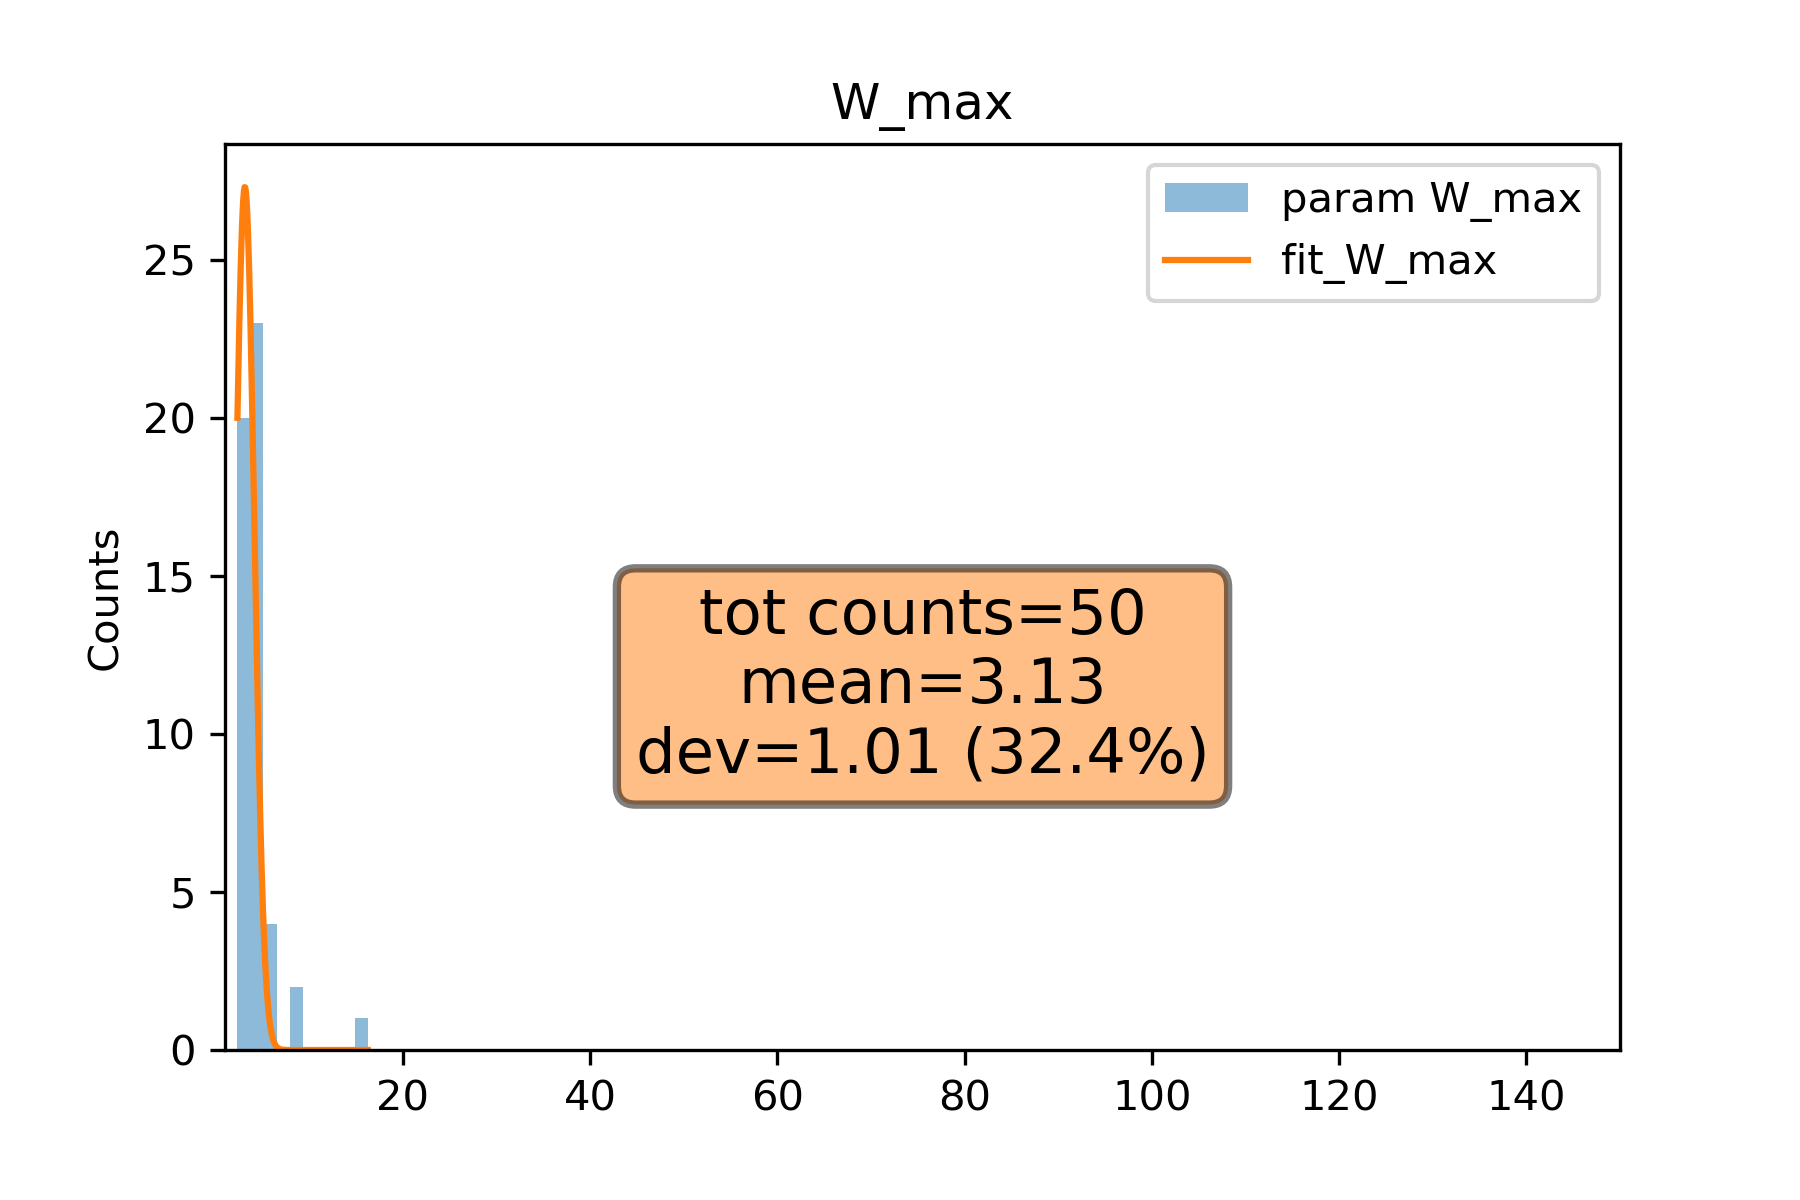 W_max
param W_max
fit_W_max
Counts
25
20
15
10
5
0
tot counts=50
mean=3.13
dev=1.01 (32.4%)
20 40 60 80 100 120 140